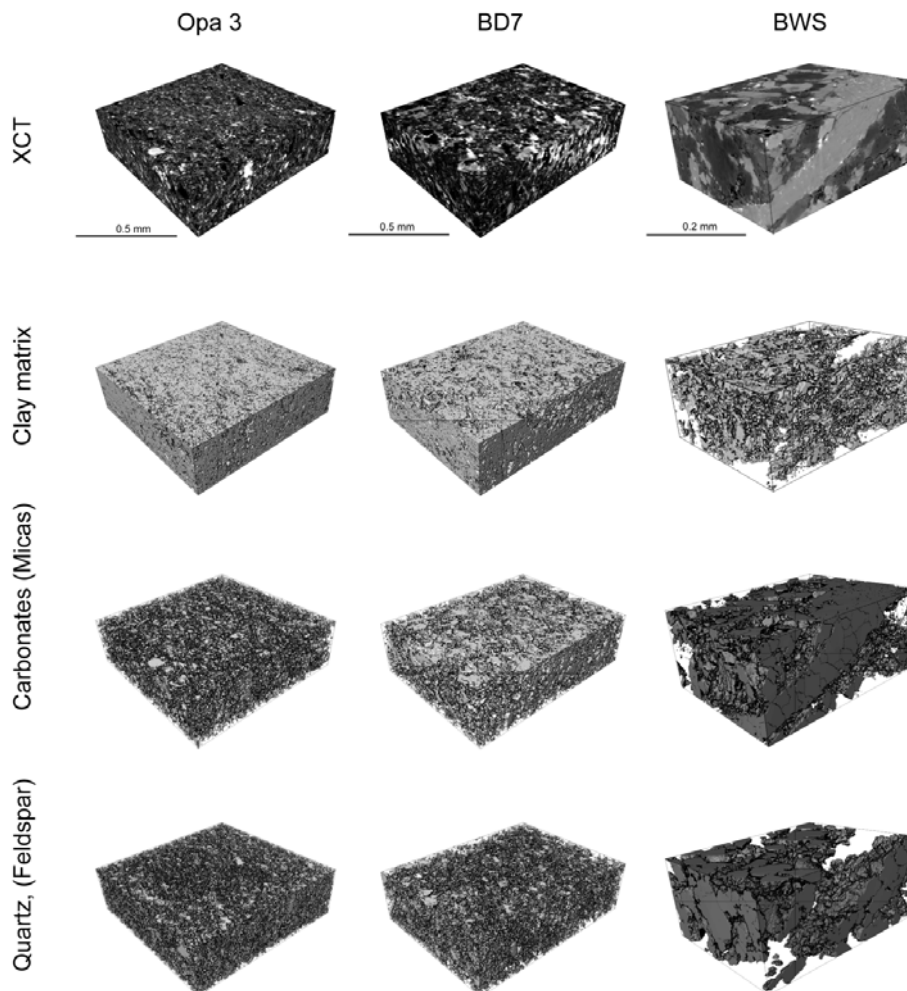 Opa 3
BD7
BWS
XCT
0.5 mm
0.5 mm
0.2 mm
Clay matrix
Carbonates (Micas)
Quartz, (Feldspar)